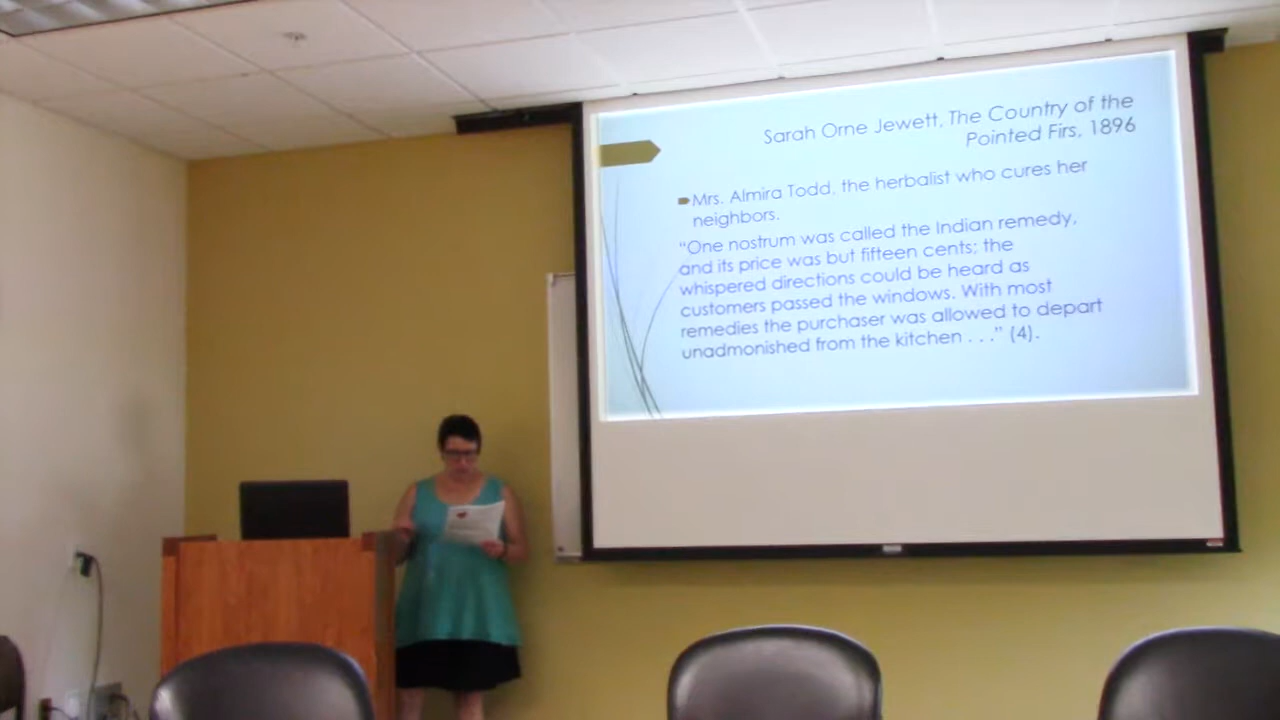 Sarah Orne Jewett, The Country of the
Pointed Firs, 1896
Mrs. Almira Todd, the herbalist who cures her
neighbors.
“One nostrum was called the Indian remedy,
and its price was but fifteen cents; the
whispered directions could be heard as
customers passed the windows. With most
remedies the purchaser was allowed to depart
unadmonished from the kitchen . . .” (4).